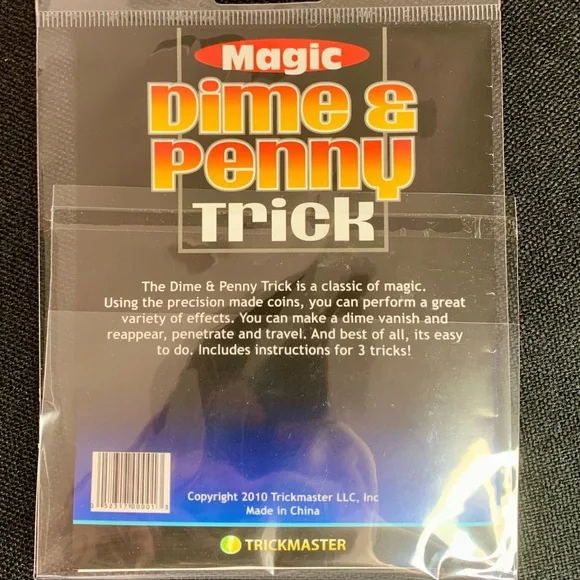 Magic
Dime &
Penny
Trick
The Dime & Penny Trick is a classic of magic.
Using the precision made coins, you can perform a great
variety of effects. You can make a dime vanish and
reappear, penetrate and travel. And best of all, its easy
to do. Includes instructions for 3 tricks!
Copyright 2010 Trickmaster LLC, Inc
Made in China
TRICKMASTER